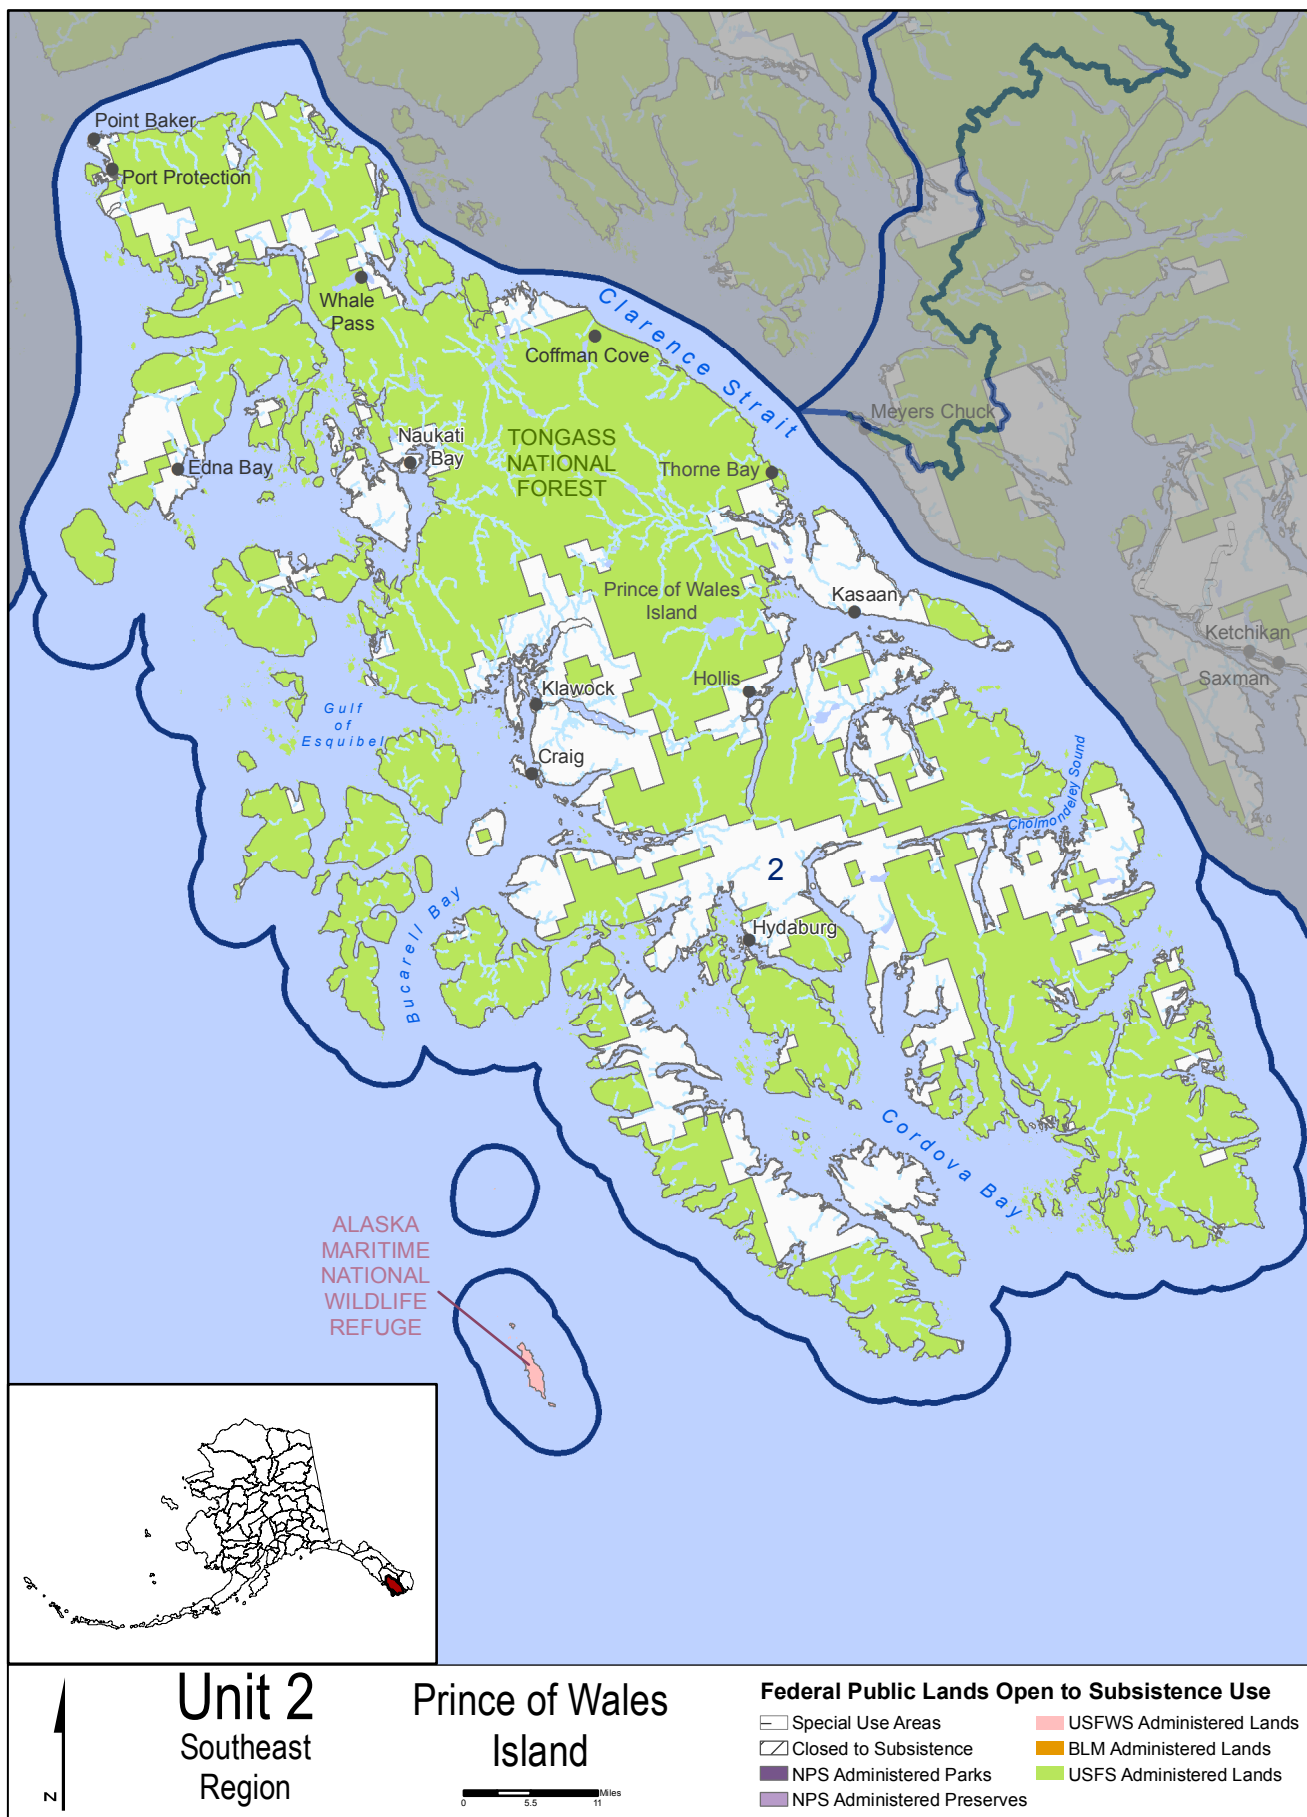 Point Baker
Port Protection
Whale
Pass
Clarence Strait
Coffman Cove
Meyers Chuck
Naukati
Bay
TONGASS
NATIONAL
FOREST
Edna Bay
Thorne Bay
Prince of Wales
Island
Kasaan
Ketchikan
Saxman
Hollis
Klawock
Gulf
of
Esquibel
Craig
Cholmondeley Sound
2
Bucarell Bay
Hydaburg
Cordova Bay
ALASKA
MARITIME
NATIONAL
WILDLIFE
REFUGE
N
Unit 2
Southeast
Region
Prince of Wales
Island
Miles
0 5.5 11
Federal Public Lands Open to Subsistence Use
Special Use Areas
Closed to Subsistence
NPS Administered Parks
NPS Administered Preserves
USFWS Administered Lands
BLM Administered Lands
USFS Administered Lands